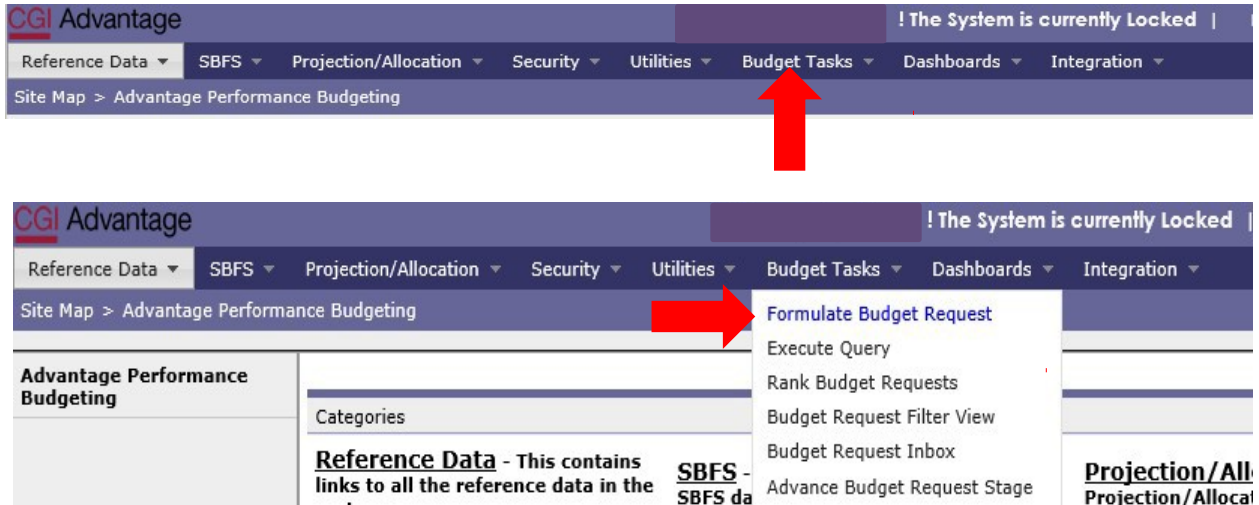 CGI Advantage
! The System is currently Locked |
Reference Data SBFS Projection/Allocation Security Utilities Budget Tasks Dashboards Integration
Site Map > Advantage Performance Budgeting
CGI Advantage
! The System is currently Locked |
Reference Data SBFS Projection/Allocation Security Utilities Budget Tasks Dashboards Integration
Site Map > Advantage Performance Budgeting
Formulate Budget Request
Execute Query
Rank Budget Requests
Budget Request Filter View
Budget Request Inbox
Advance Budget Request Stage
Advantage Performance
Budgeting
Categories
Reference Data - This contains
links to all the reference data in the
SBFS -
SBFS da
Projection/All
Projection/Allocat